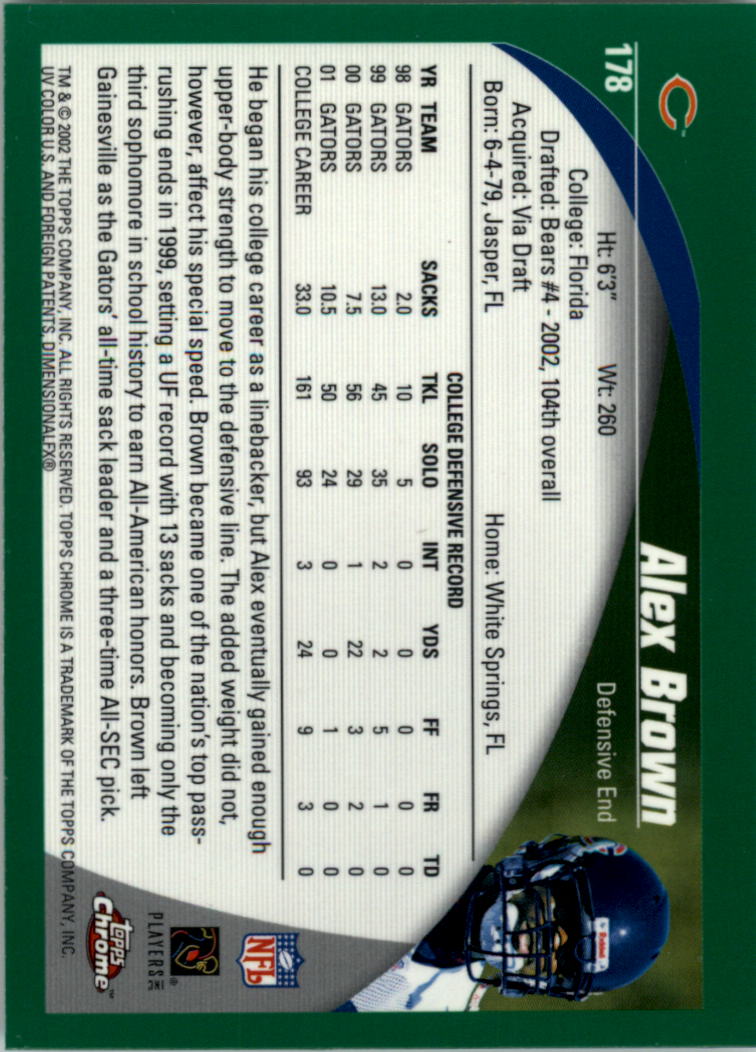 178
Alex Brown
Defensive End
Ht: 6'3" Wt: 260
College: Florida
Drafted: Bears #4 - 2002, 104th overall
Acquired: Via Draft
Born: 6-4-79, Jasper, FL Home: White Springs, FL
COLLEGE DEFENSIVE RECORD
YR TEAM SACKS TKL SOLO INT YDS FF FR TD
98 GATORS 2.0 10 5 0 0 0 0 0
99 GATORS 13.0 45 35 2 2 5 1 0
00 GATORS 7.5 56 29 1 22 3 2 0
01 GATORS 10.5 50 24 0 0 1 0 0
COLLEGE CAREER 33.0 161 93 3 24 9 3 0
He began his college career as a linebacker, but Alex eventually gained enough
upper-body strength to move to the defensive line. The added weight did not,
however, affect his special speed. Brown became one of the nation's top pass-
rushing ends in 1999, setting a UF record with 13 sacks and becoming only the
third sophomore in school history to earn All-American honors. Brown left
Gainesville as the Gators' all-time sack leader and a three-time All-SEC pick.
TM & © 2002 THE TOPPS COMPANY, INC. ALL RIGHTS RESERVED. TOPPS CHROME IS A TRADEMARK OF THE TOPPS COMPANY, INC.
UV COLOR U.S. AND FOREIGN PATENTS, DIMENSIONALFX®
Riddell
NFL
PLAYERS INC ®
Topps
Chrome™